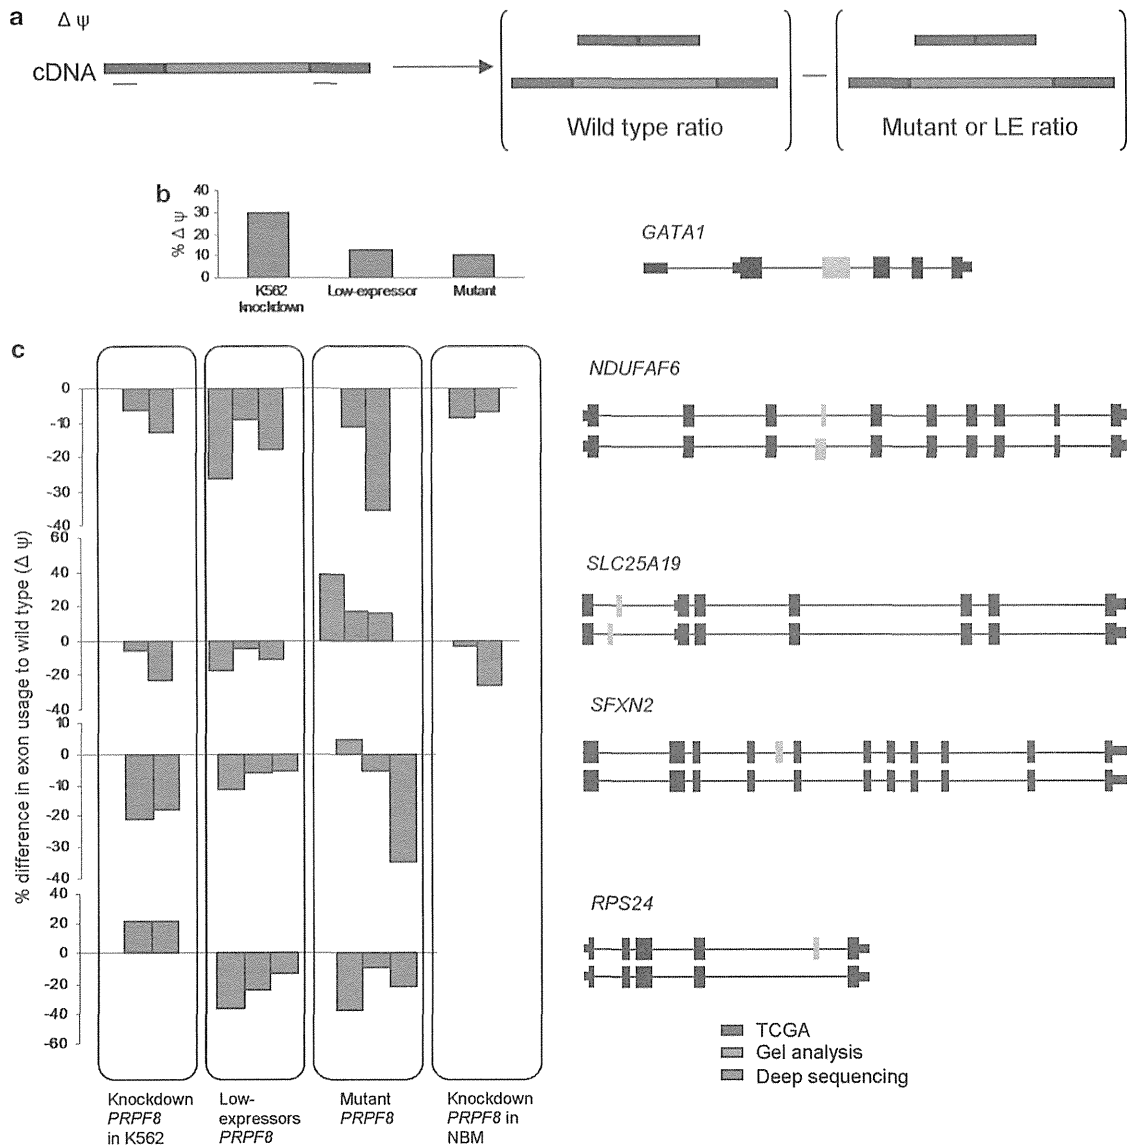 a
Δ ψ
cDNA
Wild type ratio
Mutant or LE ratio
b
% Δ ψ
40
30
20
10
0
K562
knockdown
Low-expressor
Mutant
GATA1
c
% difference in exon usage to wild type (Δ ψ)
0
-10
-20
-30
-40
60
40
20
0
-20
-40
10
0
-10
-20
-30
-40
40
20
0
-20
-40
-60
NDUFAF6
SLC25A19
SFXN2
RPS24
TCGA
Gel analysis
Deep sequencing
Knockdown
PRPF8
in K562
Low-
expressors
PRPF8
Mutant
PRPF8
Knockdown
PRPF8 in
NBM